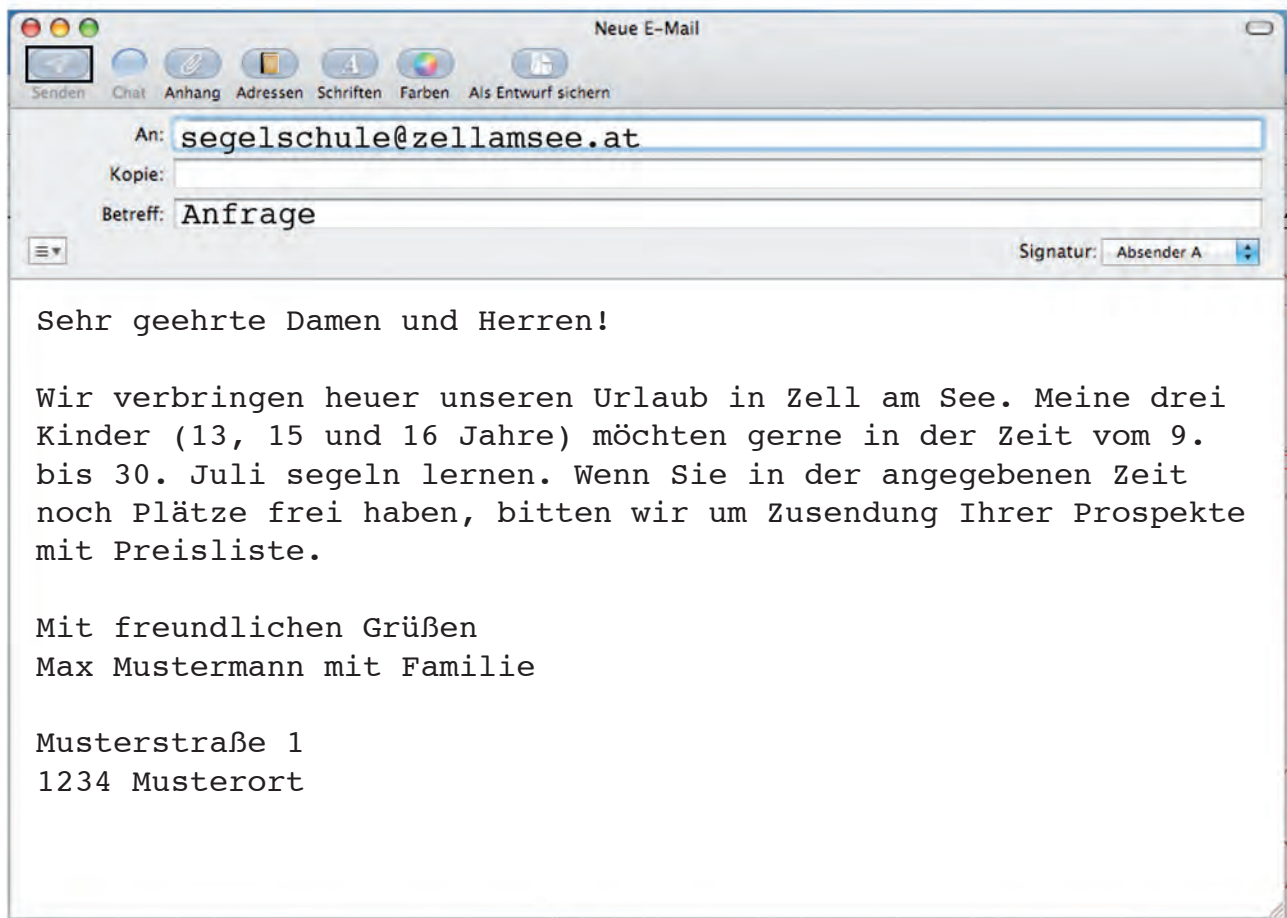 Neue E-Mail
Senden Chat Anhang Adressen Schriften Farben Als Entwurf sichern
An: segelschule@zellamsee.at
Kopie:
Betreff: Anfrage
Signatur: Absender A
Sehr geehrte Damen und Herren!
Wir verbringen heuer unseren Urlaub in Zell am See. Meine drei
Kinder (13, 15 und 16 Jahre) möchten gerne in der Zeit vom 9.
bis 30. Juli segeln lernen. Wenn Sie in der angegebenen Zeit
noch Plätze frei haben, bitten wir um Zusendung Ihrer Prospekte
mit Preisliste.
Mit freundlichen Grüßen
Max Mustermann mit Familie
Musterstraße 1
1234 Musterort